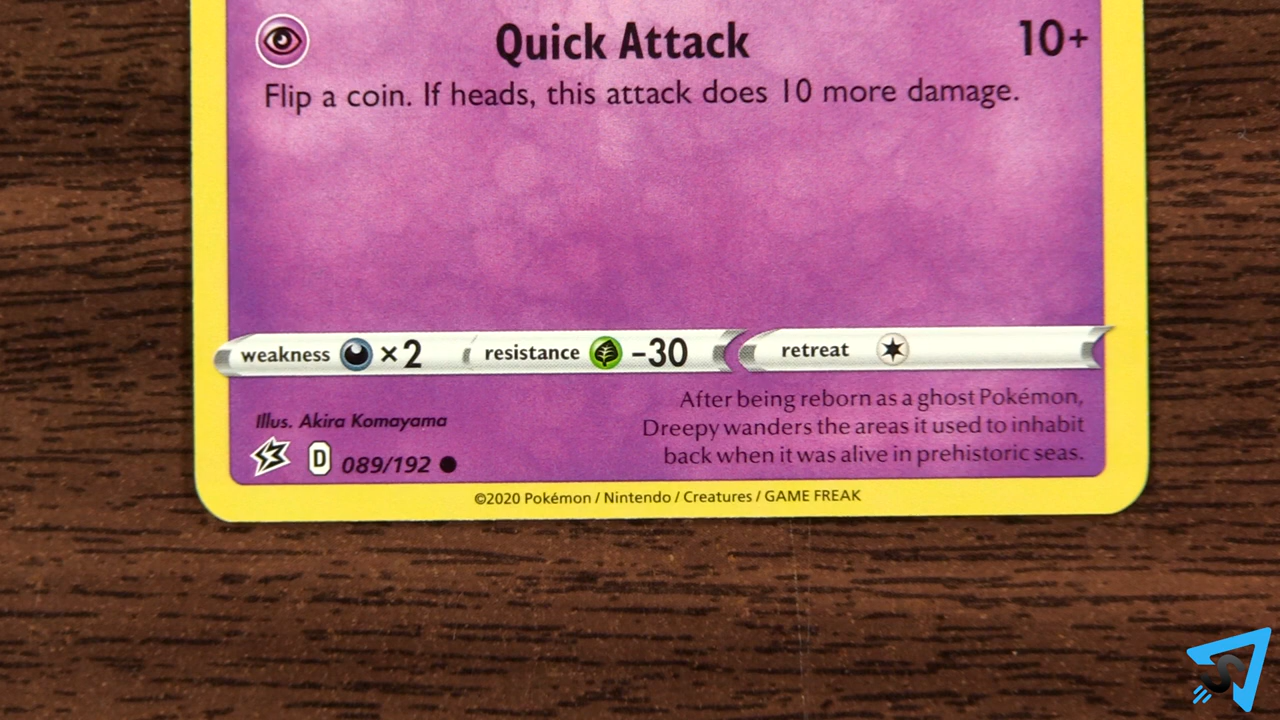 Quick Attack 10+
Flip a coin. If heads, this attack does 10 more damage.
weakness ×2 resistance -30 retreat
Illus. Akira Komayama
After being reborn as a ghost Pokémon,
Dreepy wanders the areas it used to inhabit
back when it was alive in prehistoric seas.
D 089/192
©2020 Pokémon / Nintendo / Creatures / GAME FREAK